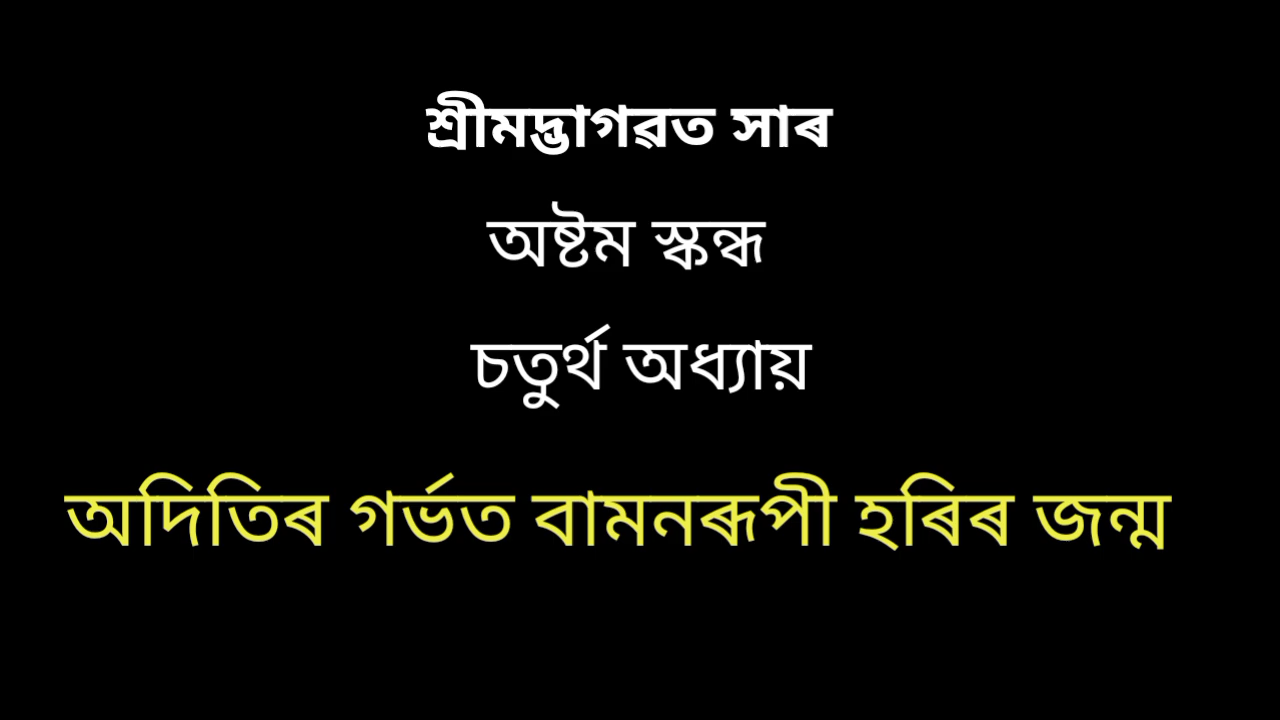 শ্ৰীমদ্ভাগৱত সাৰ
অষ্টম স্কন্ধ
চতুৰ্থ অধ্যায়
অদিতিৰ গৰ্ভত বামনৰূপী হৰিৰ জন্ম